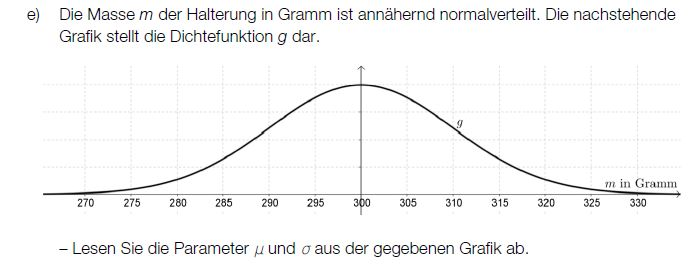 e) Die Masse m der Halterung in Gramm ist annähernd normalverteilt. Die nachstehende
Grafik stellt die Dichtefunktion g dar.
g
m in Gramm
270 275 280 285 290 295 300 305 310 315 320 325 330
– Lesen Sie die Parameter μ und σ aus der gegebenen Grafik ab.